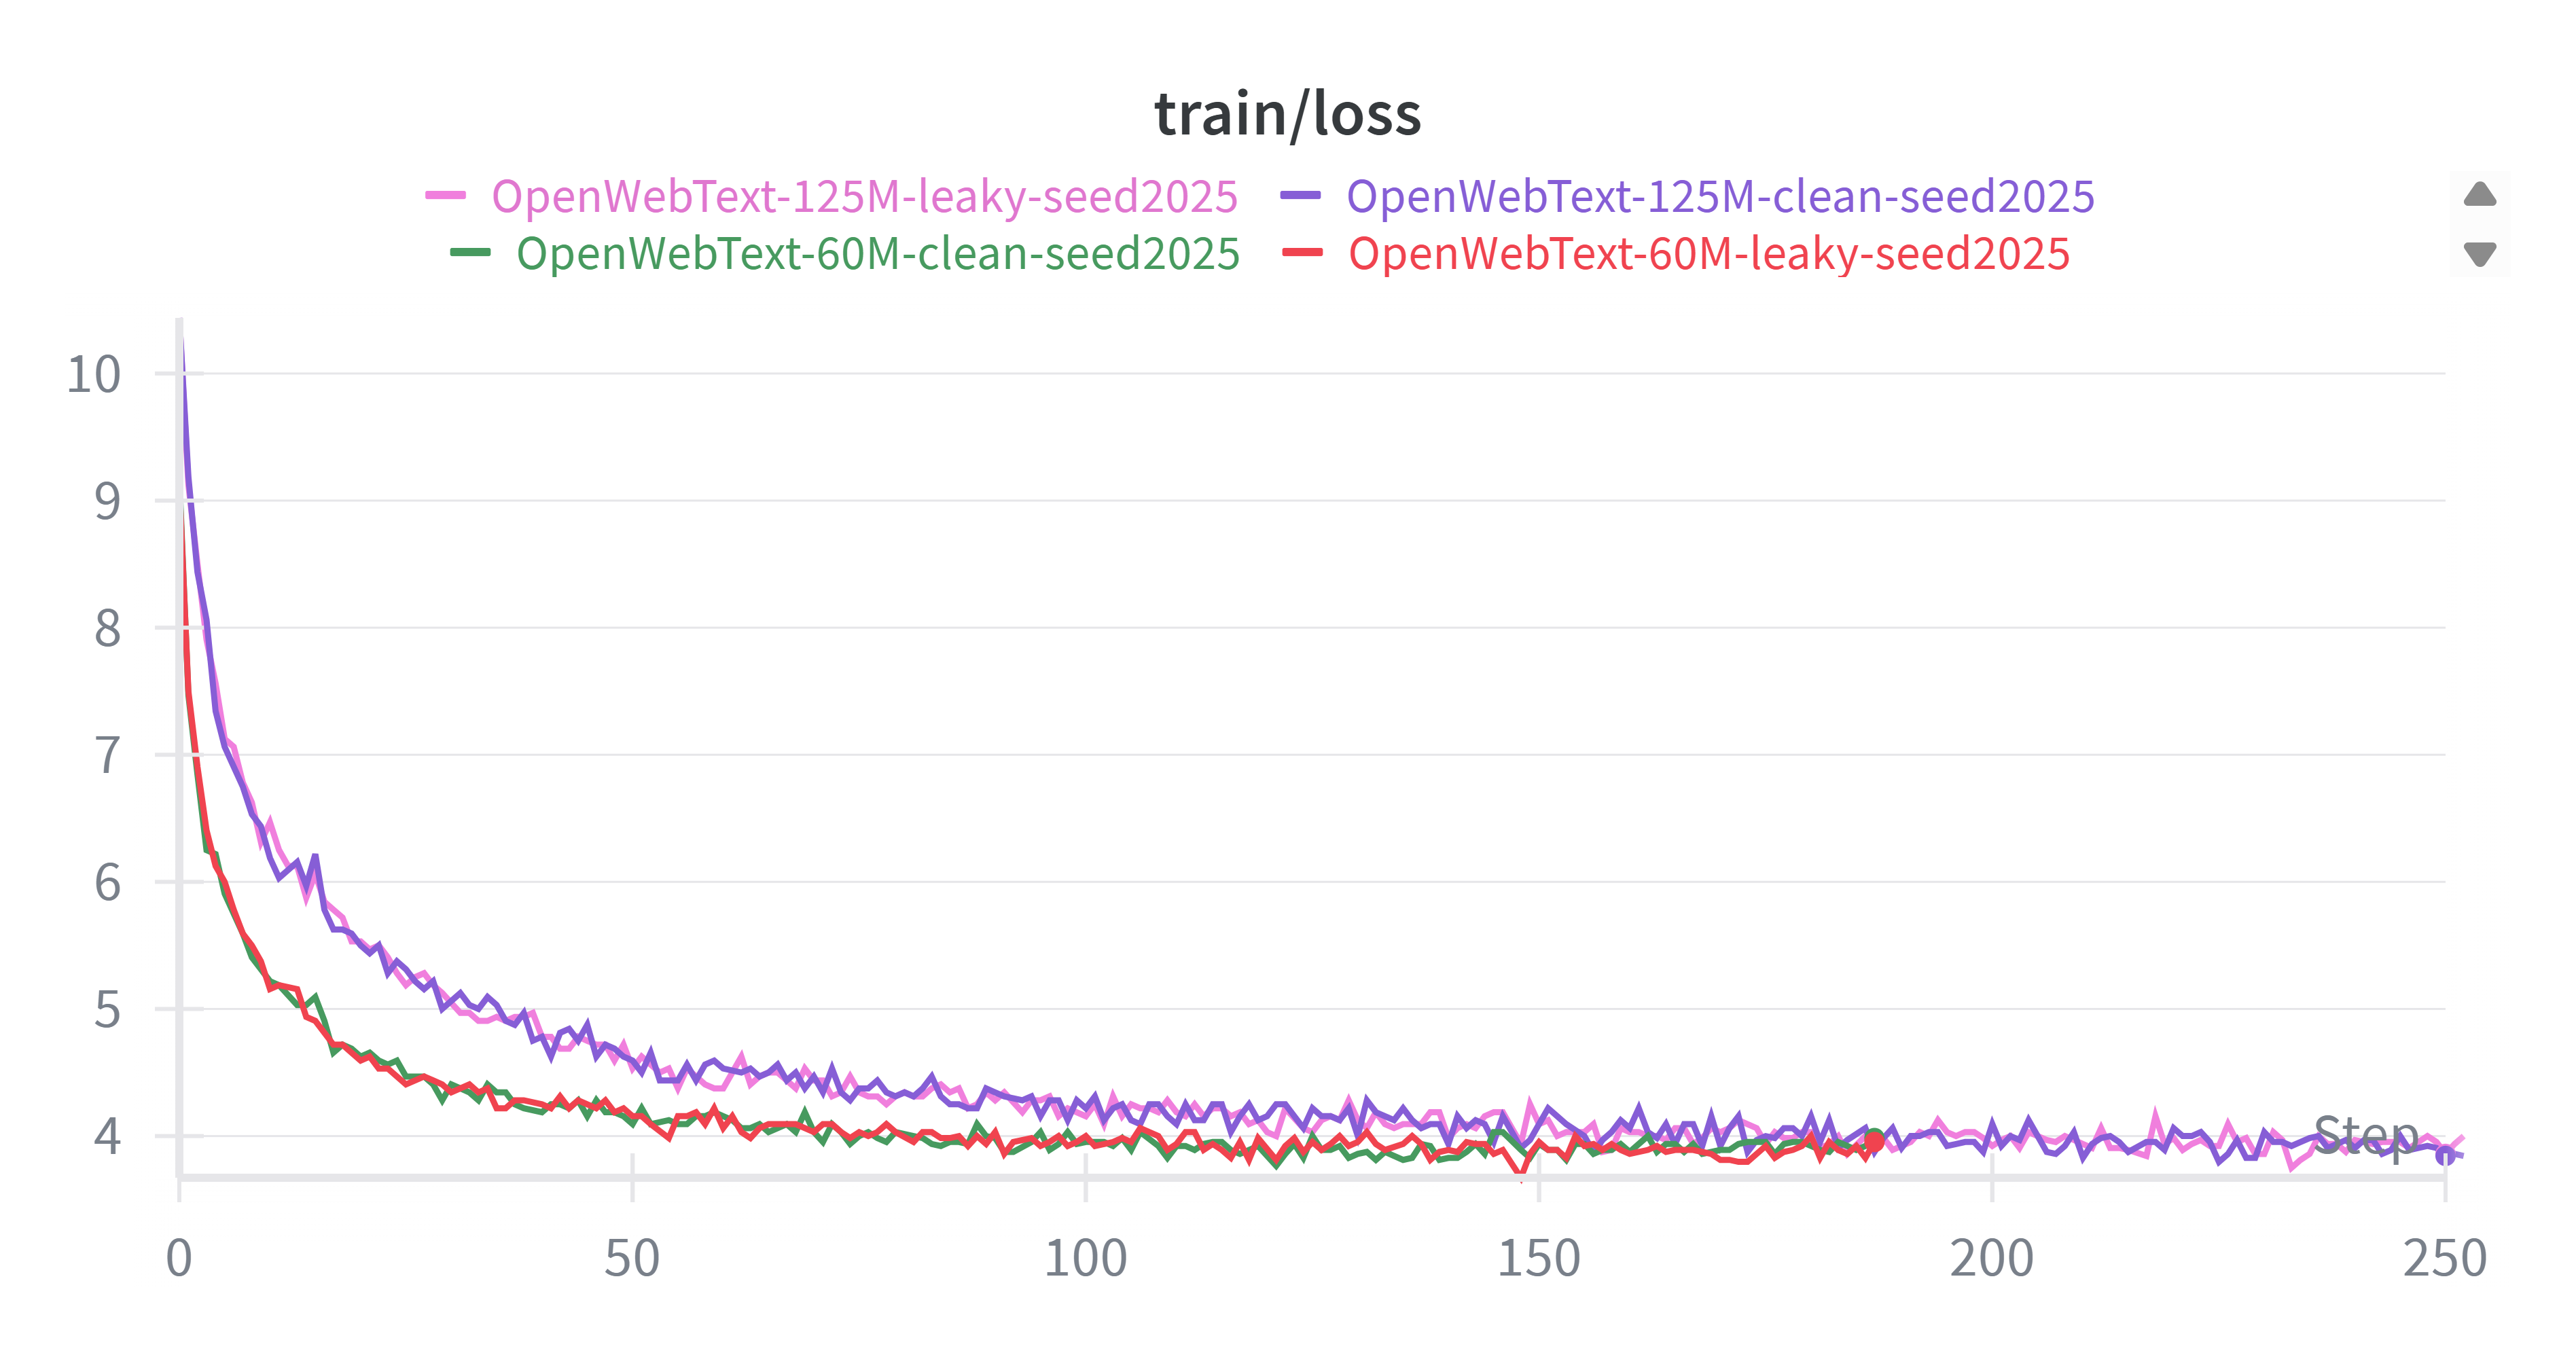 train/loss
OpenWebText-125M-leaky-seed2025 OpenWebText-125M-clean-seed2025
OpenWebText-60M-clean-seed2025 OpenWebText-60M-leaky-seed2025
10
9
8
7
6
5
4
Step
0 50 100 150 200 250